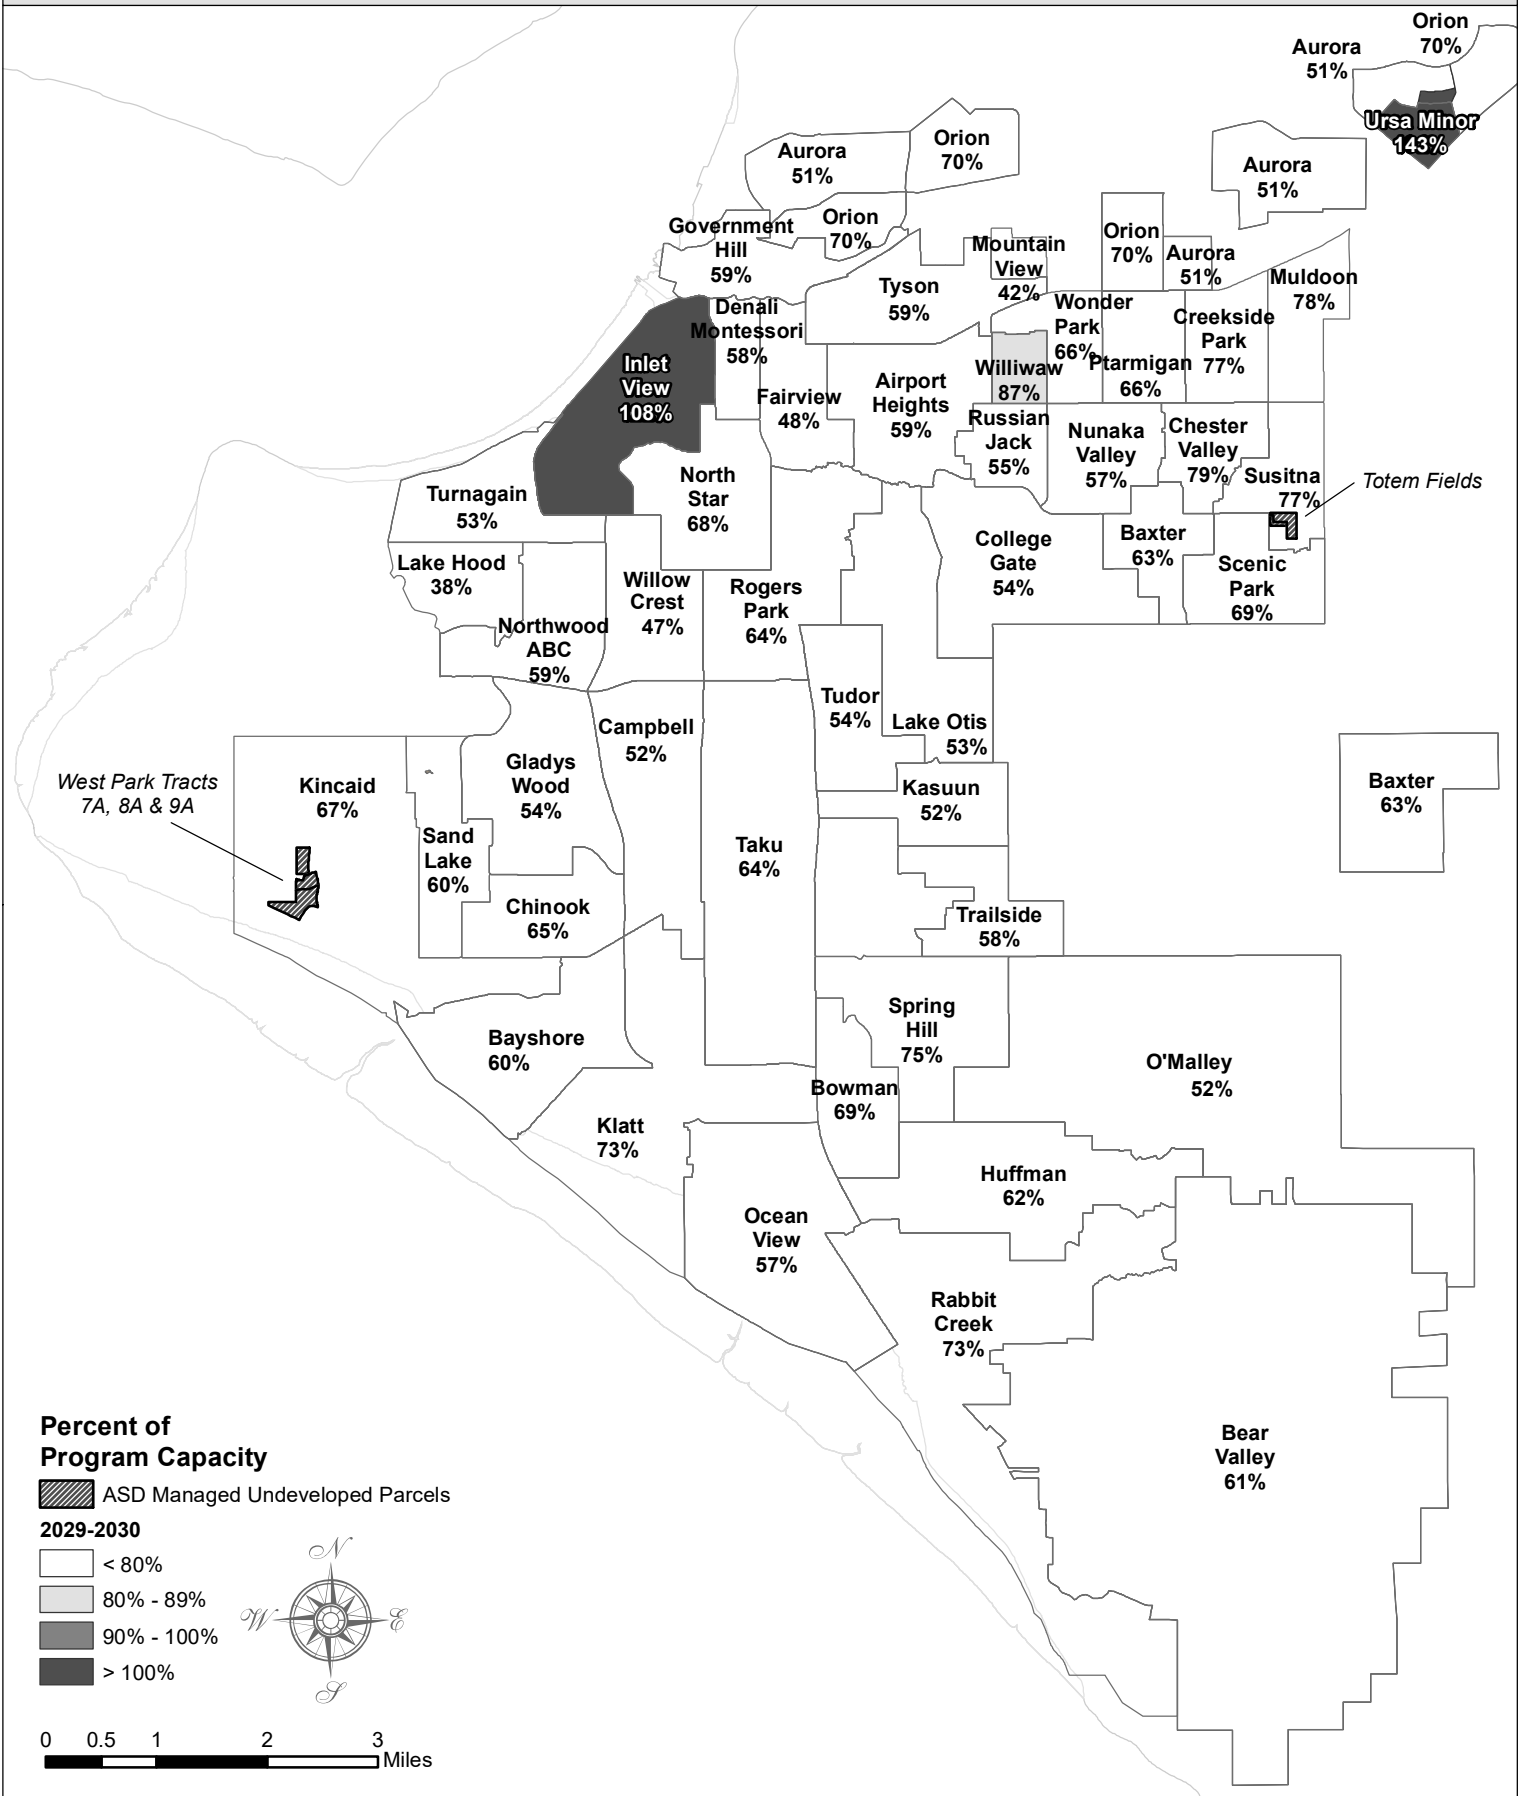 Orion
70%
Aurora
51%
Ursa Minor
143%
Orion
70%
Aurora
51%
Aurora
51%
Government
Hill
59%
Orion
70%
Mountain
View
42%
Orion
70%
Aurora
51%
Muldoon
78%
Tyson
59%
Denali
Montessori
58%
Wonder
Park
66%
Creekside
Park
77%
Inlet
View
108%
Williwaw
87%
Ptarmigan
66%
Fairview
48%
Airport
Heights
59%
Russian
Jack
55%
Nunaka
Valley
57%
Chester
Valley
79%
Susitna
77%
Totem Fields
Turnagain
53%
North
Star
68%
College
Gate
54%
Baxter
63%
Scenic
Park
69%
Lake Hood
38%
Willow
Crest
47%
Rogers
Park
64%
Northwood
ABC
59%
Tudor
54%
Lake Otis
53%
Campbell
52%
Gladys
Wood
54%
Kincaid
67%
West Park Tracts
7A, 8A & 9A
Kasuun
52%
Baxter
63%
Sand
Lake
60%
Taku
64%
Chinook
65%
Trailside
58%
Spring
Hill
75%
Bayshore
60%
O'Malley
52%
Bowman
69%
Klatt
73%
Huffman
62%
Ocean
View
57%
Rabbit
Creek
73%
Bear
Valley
61%
Percent of
Program Capacity
ASD Managed Undeveloped Parcels
2029-2030
< 80%
80% - 89%
90% - 100%
> 100%
N
W
E
S
0 0.5 1 2 3
Miles